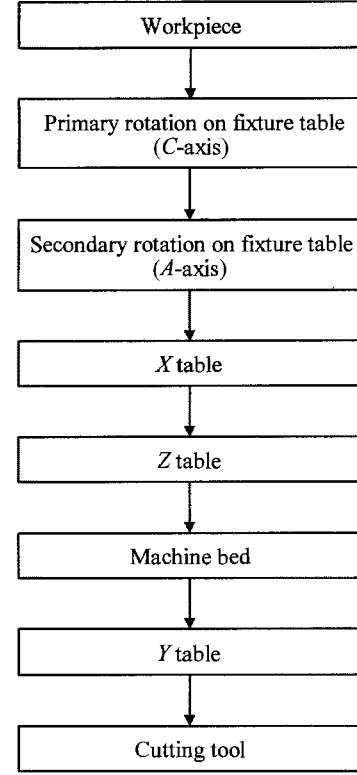 Workpiece
Primary rotation on fixture table
(C-axis)
Secondary rotation on fixture table
(A-axis)
X table
Z table
Machine bed
Y table
Cutting tool